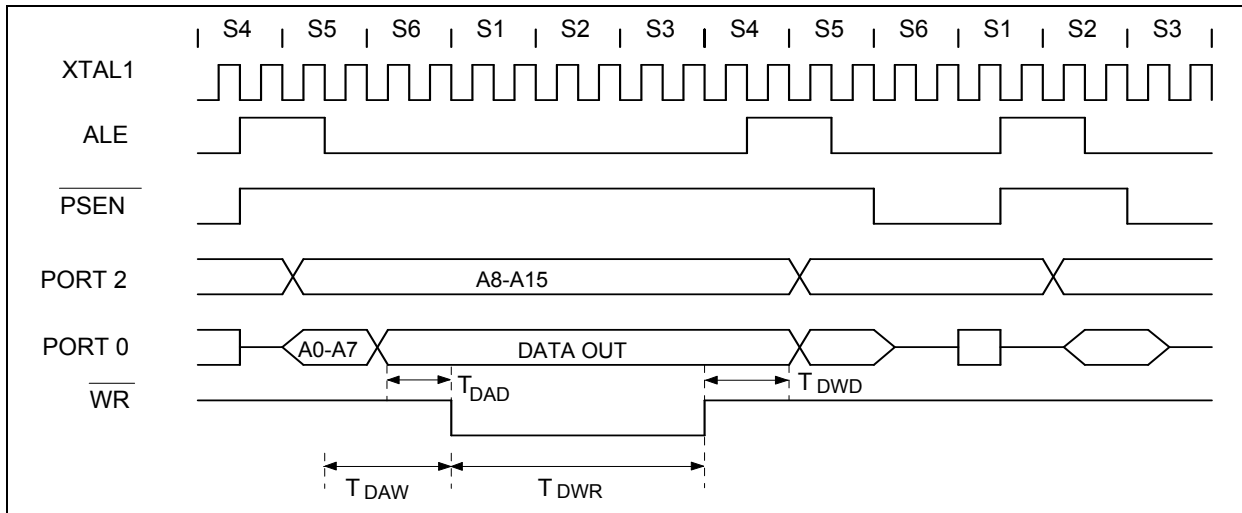 S4 S5 S6 S1 S2 S3 S4 S5 S6 S1 S2 S3
XTAL1
ALE
PSEN
PORT 2 A8-A15
PORT 0 A0-A7 DATA OUT
TDAD TDWD
WR
TDAW TDWR